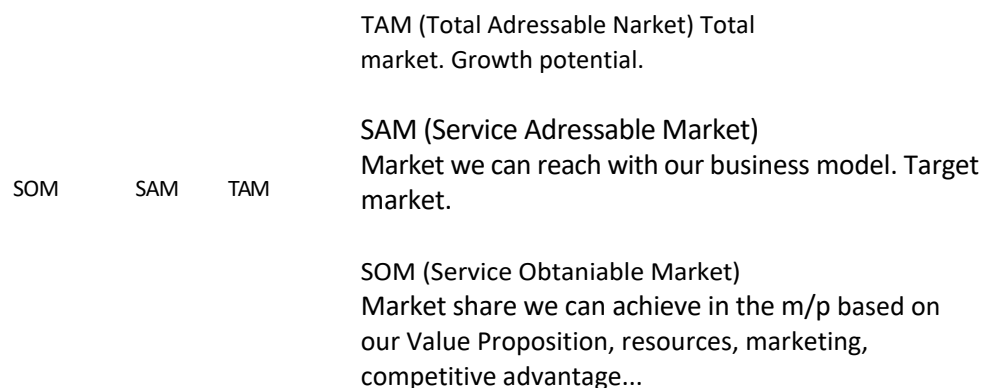 TAM (Total Adressable Narket) Total
market. Growth potential.
SAM (Service Adressable Market)
Market we can reach with our business model. Target
market.
SOM SAM TAM
SOM (Service Obtaniable Market)
Market share we can achieve in the m/p based on
our Value Proposition, resources, marketing,
competitive advantage...